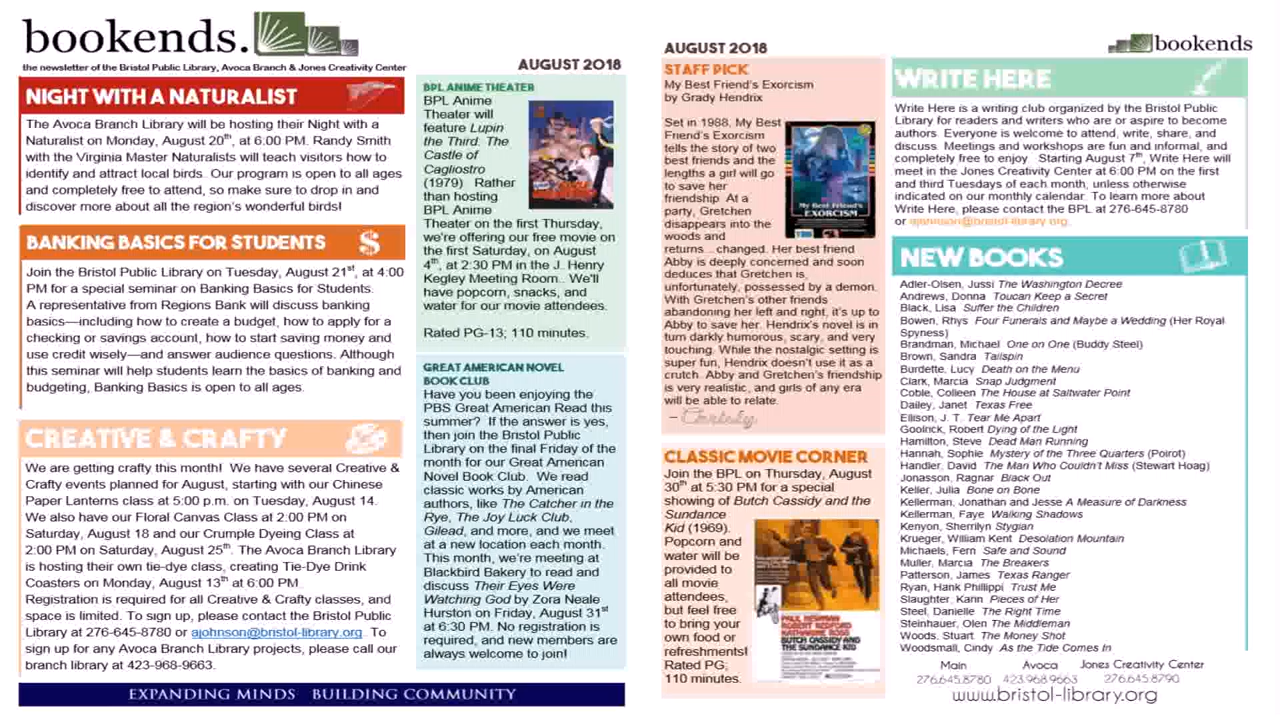 bookends.
the newsletter of the Bristol Public Library, Avoca Branch & Jones Creativity Center
AUGUST 2018
NIGHT WITH A NATURALIST
The Avoca Branch Library will be hosting their Night with a
Naturalist on Monday, August 20th, at 6:00 PM. Randy Smith
with the Virginia Master Naturalists will teach visitors how to
identify and attract local birds. Our program is open to all ages
and completely free to attend, so make sure to drop in and
discover more about all the region's wonderful birds!
BANKING BASICS FOR STUDENTS
Join the Bristol Public Library on Tuesday, August 21st, at 4:00
PM for a special seminar on Banking Basics for Students.
A representative from Regions Bank will discuss banking
basics—including how to create a budget, how to apply for a
checking or savings account, how to start saving money and
use credit wisely—and answer audience questions. Although
this seminar will help students learn the basics of banking and
budgeting, Banking Basics is open to all ages.
CREATIVE & CRAFTY
We are getting crafty this month! We have several Creative &
Crafty events planned for August, starting with our Chinese
Paper Lanterns class at 5:00 p.m. on Tuesday, August 14.
We also have our Floral Canvas Class at 2:00 PM on
Saturday, August 18 and our Crumple Dyeing Class at
2:00 PM on Saturday, August 25th. The Avoca Branch Library
is hosting their own tie-dye class, creating Tie-Dye Drink
Coasters on Monday, August 13th at 6:00 PM
Registration is required for all Creative & Crafty classes, and
space is limited. To sign up, please contact the Bristol Public
Library at 276-645-8780 or ajohnson@bristol-library.org. To
sign up for any Avoca Branch Library projects, please call our
branch library at 423-968-9663.
BPL ANIME THEATER
BPL Anime
Theater will
feature Lupin
the Third: The
Castle of
Cagliostro
(1979) Rather
than hosting
BPL Anime
Theater on the first Thursday,
we're offering our free movie on
the first Saturday, on August
4th, at 2:30 PM in the J. Henry
Kegley Meeting Room. We'll
have popcorn, snacks, and
water for our movie attendees.
Rated PG-13; 110 minutes.
GREAT AMERICAN NOVEL
BOOK CLUB
Have you been enjoying the
PBS Great American Read this
summer? If the answer is yes,
then join the Bristol Public
Library on the final Friday of the
month for our Great American
Novel Book Club. We read
classic works by American
authors, like The Catcher in the
Rye, The Joy Luck Club,
Gilead, and more, and we meet
at a new location each month.
This month, we're meeting at
Blackbird Bakery to read and
discuss Their Eyes Were
Watching God by Zora Neale
Hurston on Friday, August 31st
at 6:30 PM. No registration is
required, and new members are
always welcome to join!
EXPANDING MINDS BUILDING COMMUNITY
AUGUST 2018
STAFF PICK
My Best Friend's Exorcism
by Grady Hendrix
Set in 1988, My Best
Friend's Exorcism
tells the story of two
best friends and the
lengths a girl will go
to save her
friendship. At a
party, Gretchen
disappears into the
woods and
returns...changed. Her best friend
Abby is deeply concerned and soon
deduces that Gretchen is,
unfortunately, possessed by a demon.
With Gretchen's other friends
abandoning her left and right, it's up to
Abby to save her. Hendrix's novel is in
turn darkly humorous, scary, and very
touching. While the nostalgic setting is
super fun, Hendrix doesn't use it as a
crutch. Abby and Gretchen's friendship
is very realistic, and girls of any era
will be able to relate.
– Christy
My Best Friend's
EXORCISM
CLASSIC MOVIE CORNER
Join the BPL on Thursday, August
30th at 5:30 PM for a special
showing of Butch Cassidy and the
Sundance
Kid (1969).
Popcorn and
water will be
provided to
all movie
attendees,
but feel free
to bring your
own food or
refreshments!
Rated PG;
110 minutes.
PAUL NEWMAN
ROBERT REDFORD
KATHARINE ROSS
BUTCH CASSIDY AND
THE SUNDANCE KID
bookends
WRITE HERE
Write Here is a writing club organized by the Bristol Public
Library for readers and writers who are or aspire to become
authors. Everyone is welcome to attend, write, share, and
discuss. Meetings and workshops are fun and informal, and
completely free to enjoy Starting August 7th, Write Here will
meet in the Jones Creativity Center at 6:00 PM on the first
and third Tuesdays of each month, unless otherwise
indicated on our monthly calendar. To learn more about
Write Here, please contact the BPL at 276-645-8780
or ajohnson@bristol-library.org.
NEW BOOKS
Adler-Olsen, Jussi The Washington Decree
Andrews, Donna Toucan Keep a Secret
Black, Lisa Suffer the Children
Bowen, Rhys Four Funerals and Maybe a Wedding (Her Royal
Spyness)
Brandman, Michael One on One (Buddy Steel)
Brown, Sandra Tailspin
Burdette, Lucy Death on the Menu
Clark, Marcia Snap Judgment
Coble, Colleen The House at Saltwater Point
Dailey, Janet Texas Free
Ellison, J. T. Tear Me Apart
Goolrick, Robert Dying of the Light
Hamilton, Steve Dead Man Running
Hannah, Sophie Mystery of the Three Quarters (Poirot)
Handler, David The Man Who Couldn't Miss (Stewart Hoag)
Jonasson, Ragnar Black Out
Keller, Julia Bone on Bone
Kellerman, Jonathan and Jesse A Measure of Darkness
Kellerman, Faye Walking Shadows
Kenyon, Sherrilyn Stygian
Krueger, William Kent Desolation Mountain
Michaels, Fern Safe and Sound
Muller, Marcia The Breakers
Patterson, James Texas Ranger
Ryan, Hank Phillippi Trust Me
Slaughter, Karin Pieces of Her
Steel, Danielle The Right Time
Steinhauer, Olen The Middleman
Woods, Stuart The Money Shot
Woodsmall, Cindy As the Tide Comes In
Main Avoca Jones Creativity Center
276.645.8780 423.968.9663 276.645.8790
www.bristol-library.org